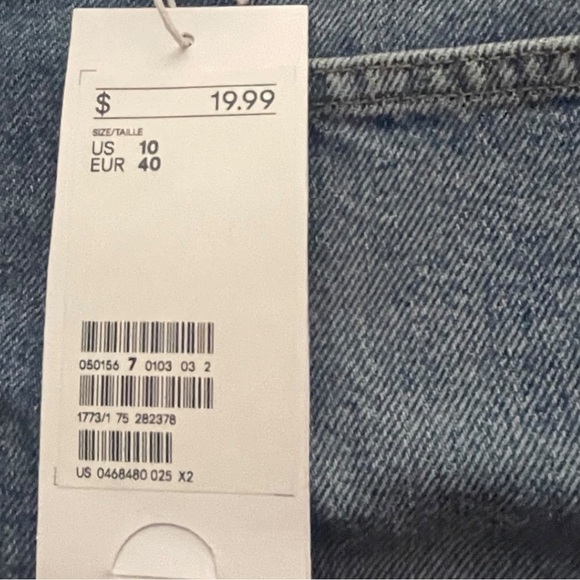 $ 19.99
SIZE/TAILLE
US 10
EUR 40
050156 7 0103 03 2
1773/1 75 282378
US 0468480 025 X2